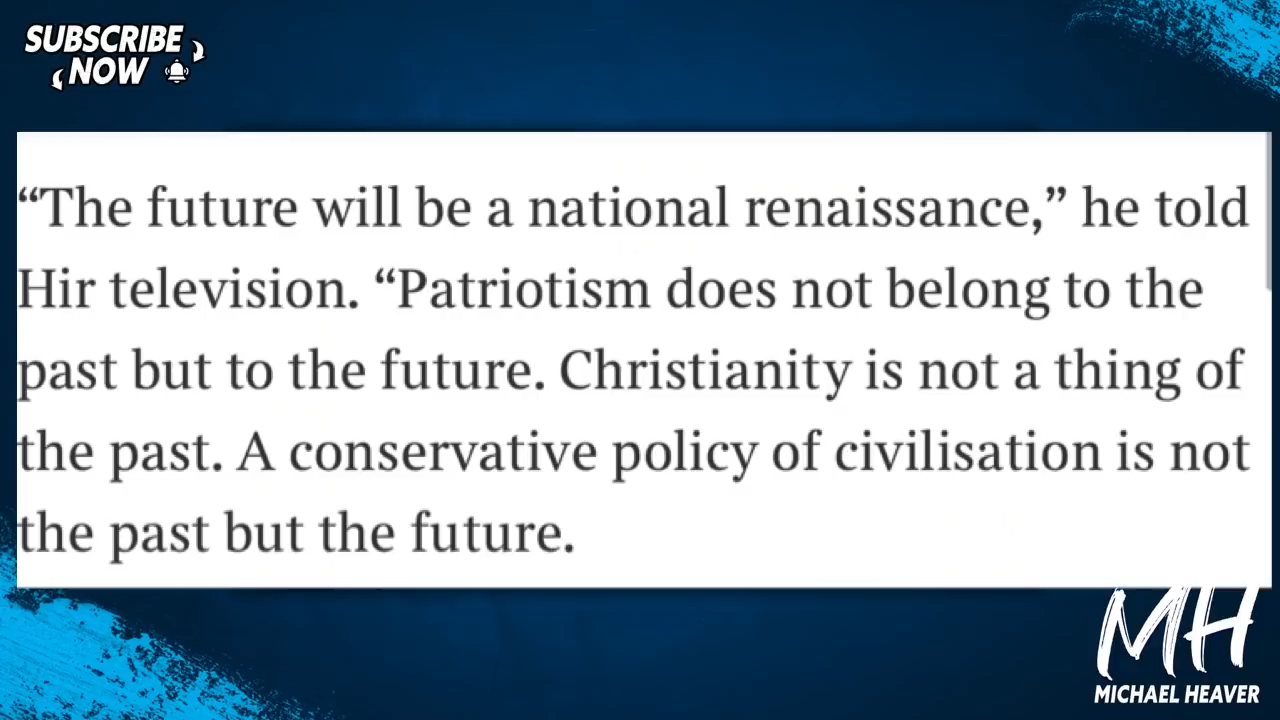 SUBSCRIBE
NOW
“The future will be a national renaissance,” he told
Hir television. “Patriotism does not belong to the
past but to the future. Christianity is not a thing of
the past. A conservative policy of civilisation is not
the past but the future.
MH
MICHAEL HEAVER